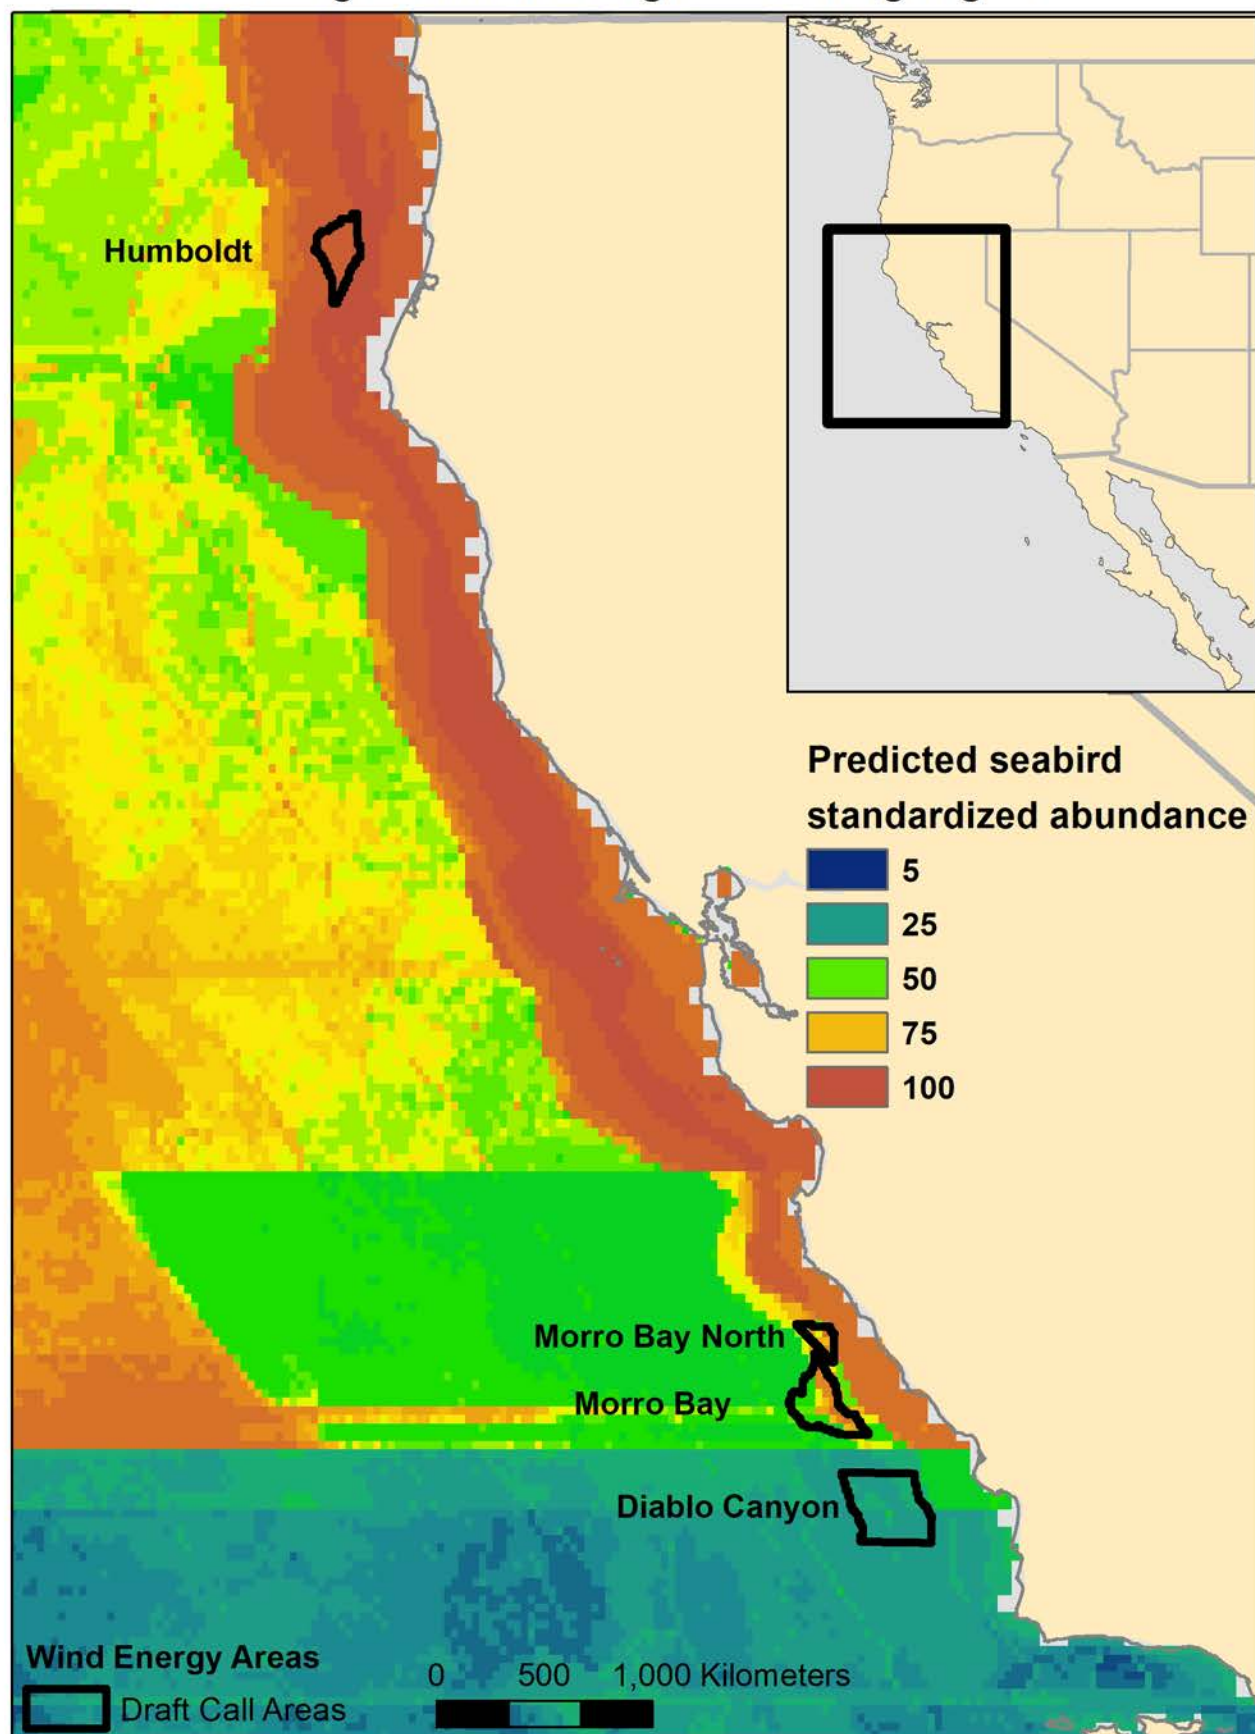 Humboldt
Predicted seabird
standardized abundance
5
25
50
75
100
Morro Bay North
Morro Bay
Diablo Canyon
Wind Energy Areas
Draft Call Areas
0 500 1,000 Kilometers